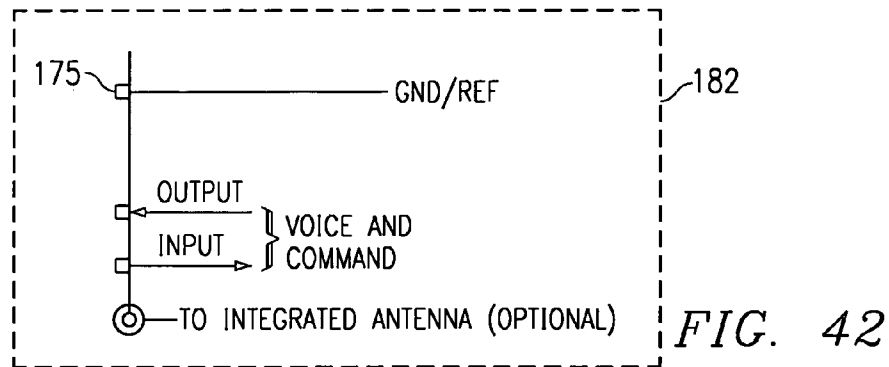 175
GND/REF
182
OUTPUT
VOICE AND
COMMAND
INPUT
TO INTEGRATED ANTENNA (OPTIONAL)
FIG. 42